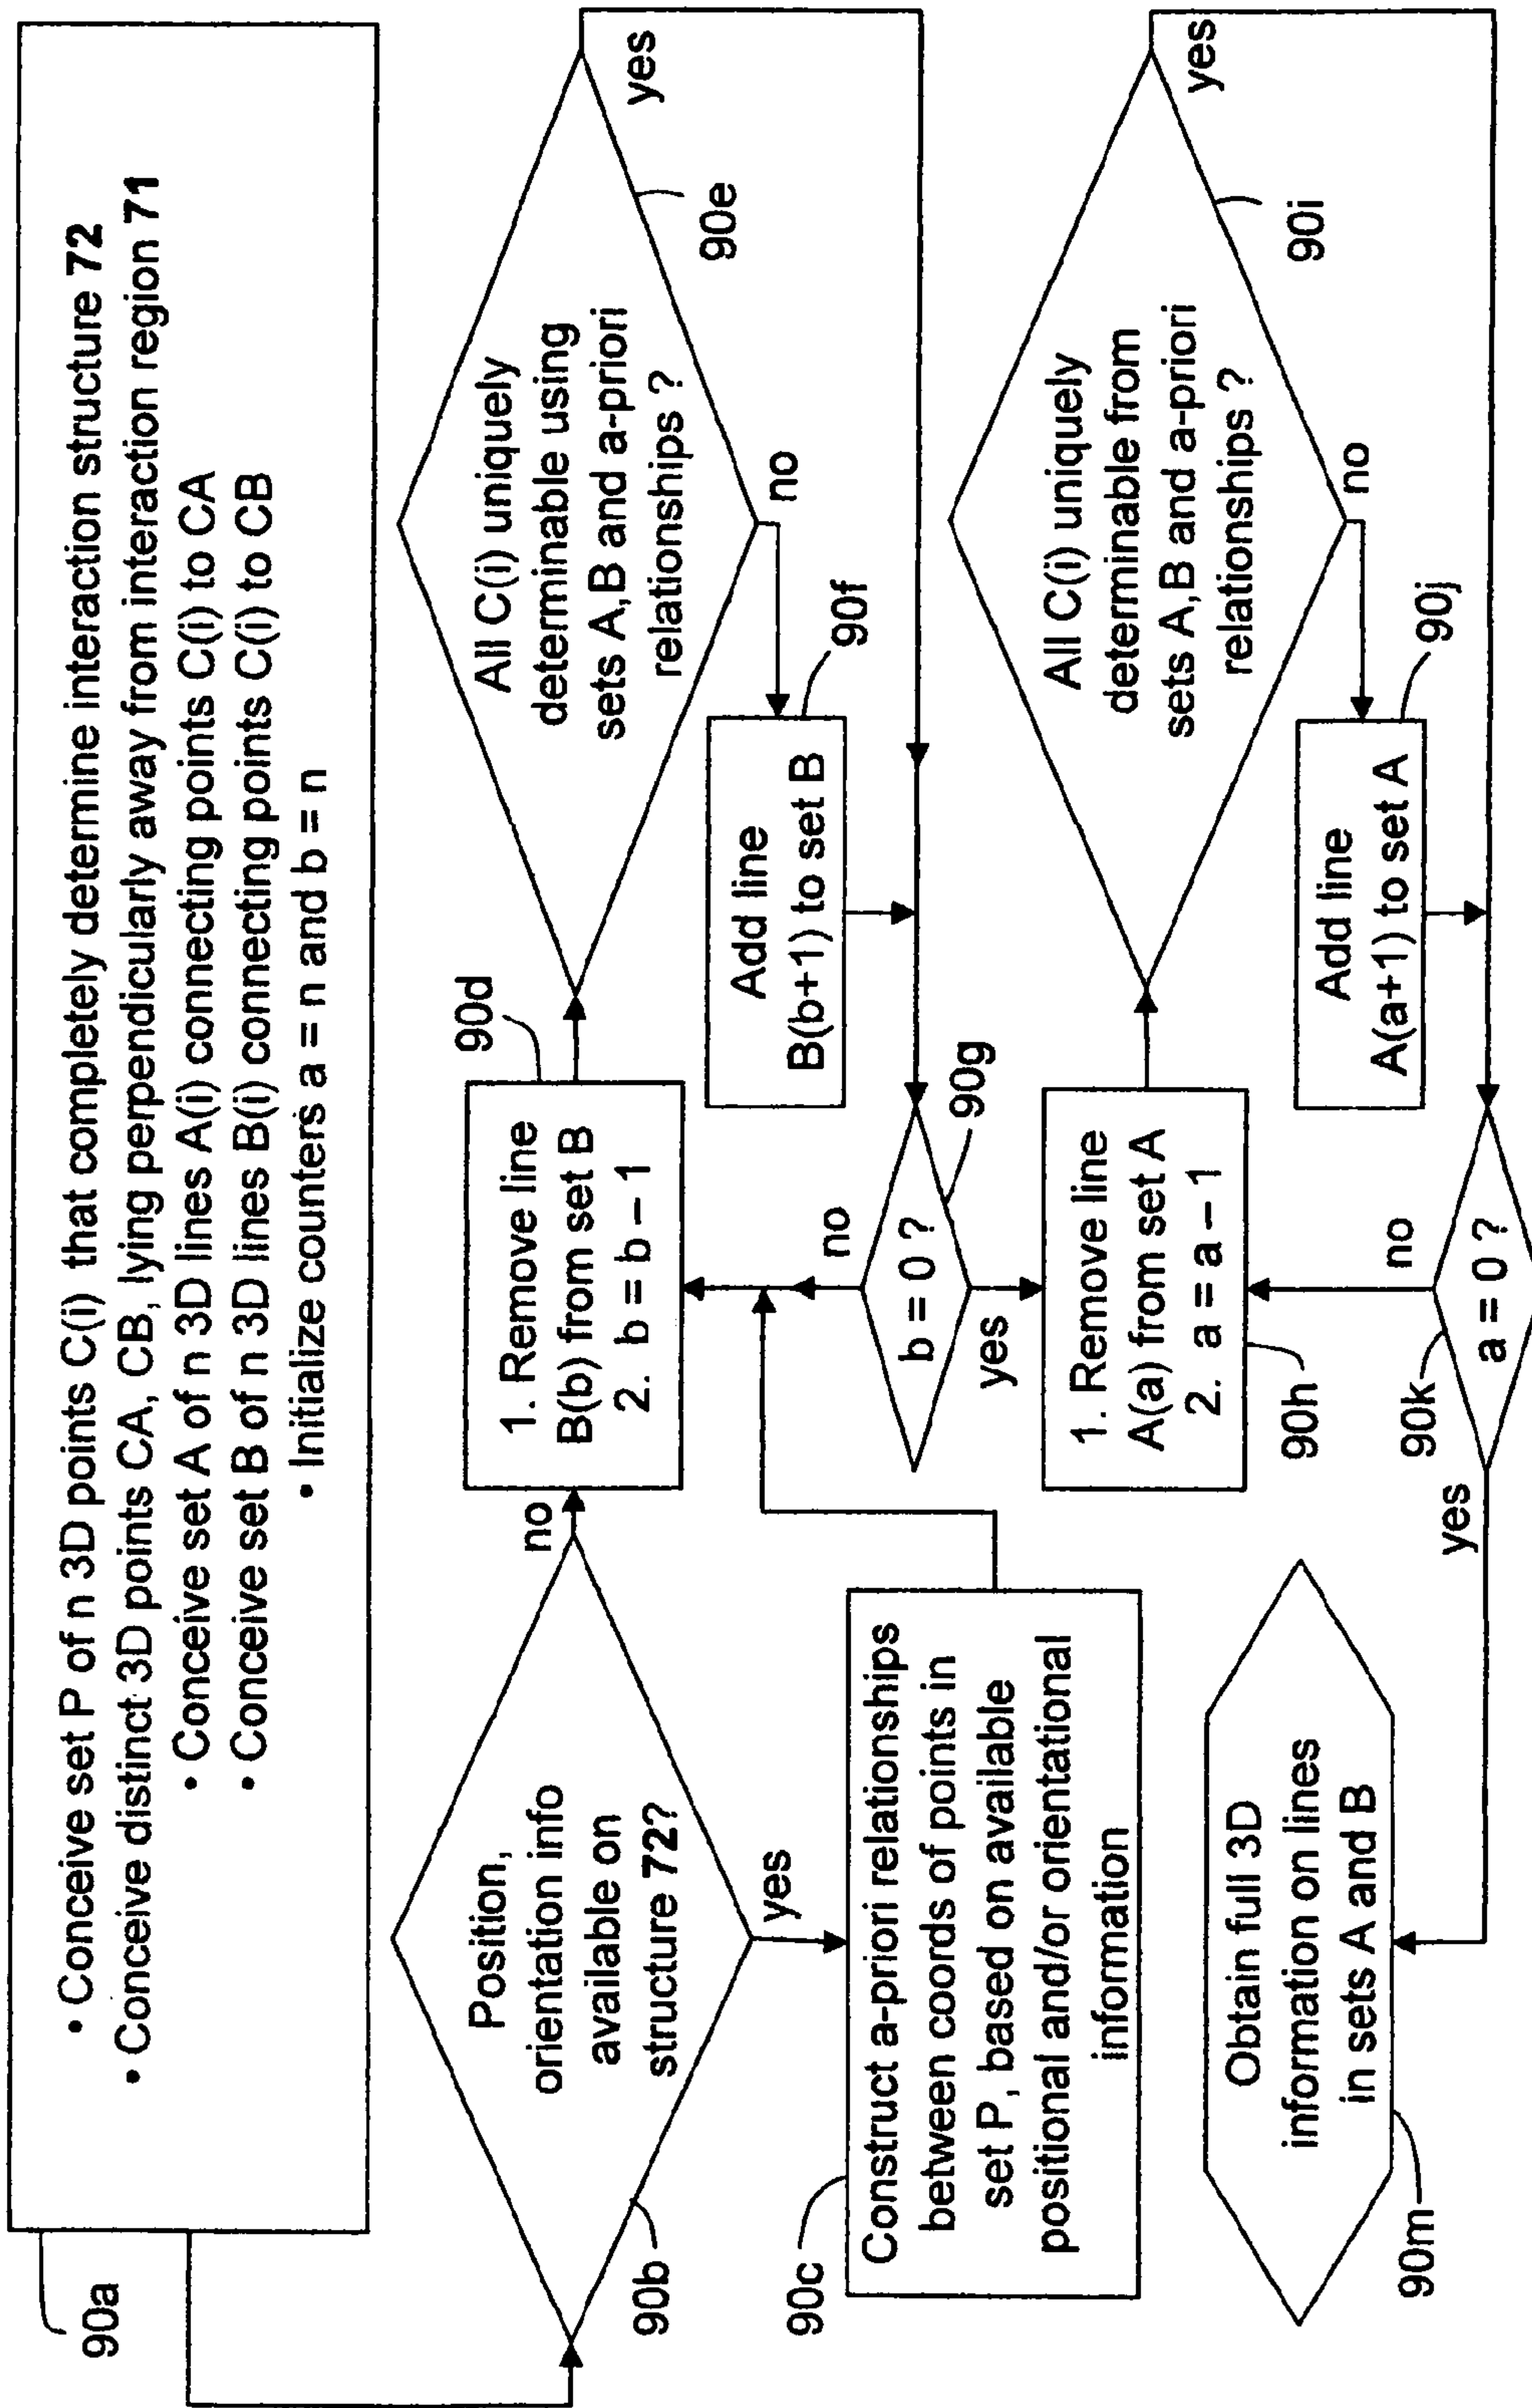 90a
• Conceive set P of n 3D points C(i) that completely determine interaction structure 72
• Conceive distinct 3D points CA, CB, lying perpendicularly away from interaction region 71
• Conceive set A of n 3D lines A(i) connecting points C(i) to CA
• Conceive set B of n 3D lines B(i) connecting points C(i) to CB
• Initialize counters a = n and b = n
90b
Position,
orientation info
available on
structure 72?
no
yes
90c
Construct a-priori relationships
between coords of points in
set P, based on available
positional and/or orientational
information
90d
1. Remove line
B(b) from set B
2. b = b – 1
90e
All C(i) uniquely
determinable using
sets A,B and a-priori
relationships ?
yes
no
90f
Add line
B(b+1) to set B
90g
b = 0 ?
no
yes
90h
1. Remove line
A(a) from set A
2. a = a – 1
90i
All C(i) uniquely
determinable from
sets A,B and a-priori
relationships ?
yes
no
90j
Add line
A(a+1) to set A
90k
a = 0 ?
no
yes
90m
Obtain full 3D
information on lines
in sets A and B